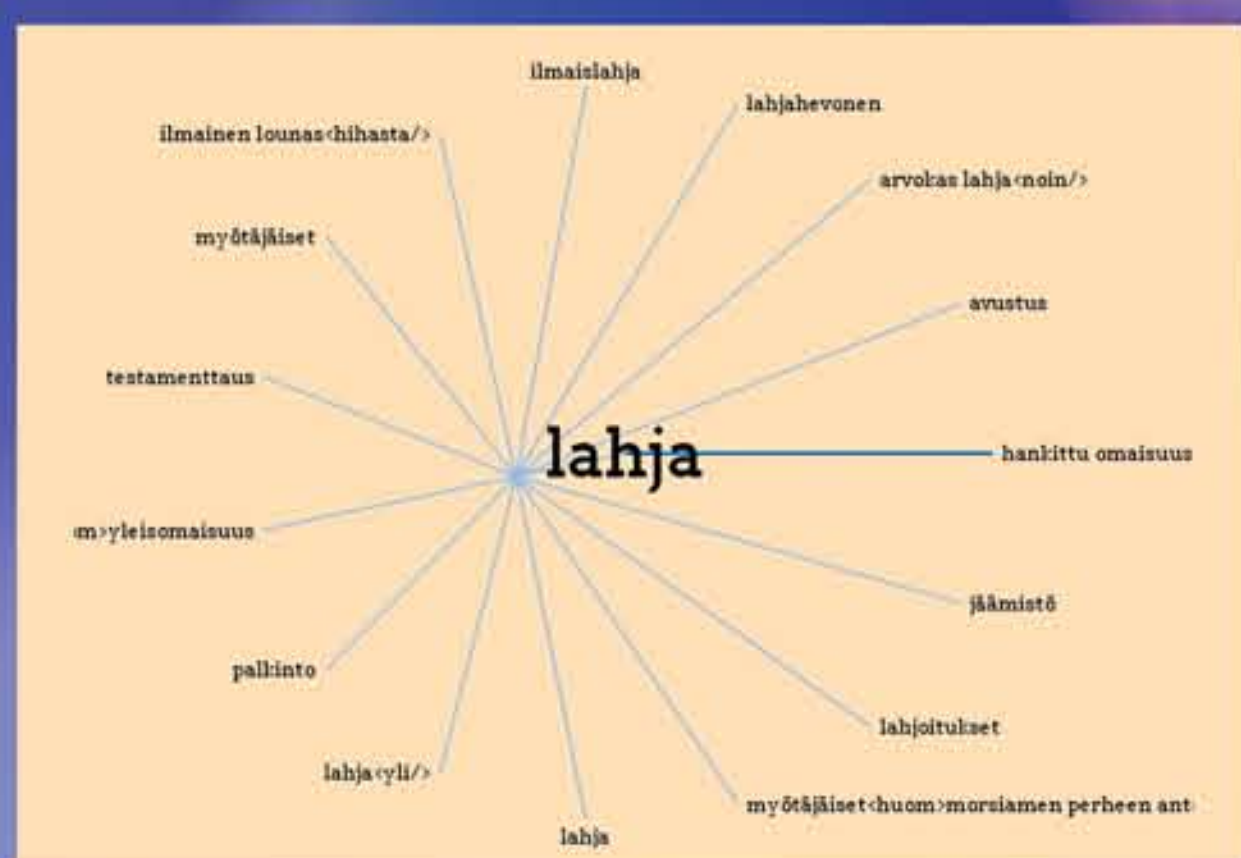 ilmaislahja
lahjahevonen
ilmainen lounas<hihasta/>
arvokas lahja<noin/>
myötäjäiset
avustus
testamenttaus
lahja
hankittu omaisuus
m>yleisomaisuus
jäämistö
palkinto
lahjoitukset
lahja<yli/>
myötäjäiset<huom>morsiamen perheen ant
lahja